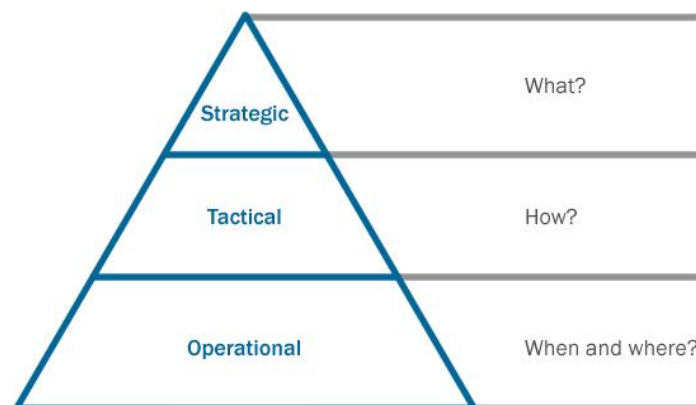 Strategic
What?
Tactical
How?
Operational
When and where?